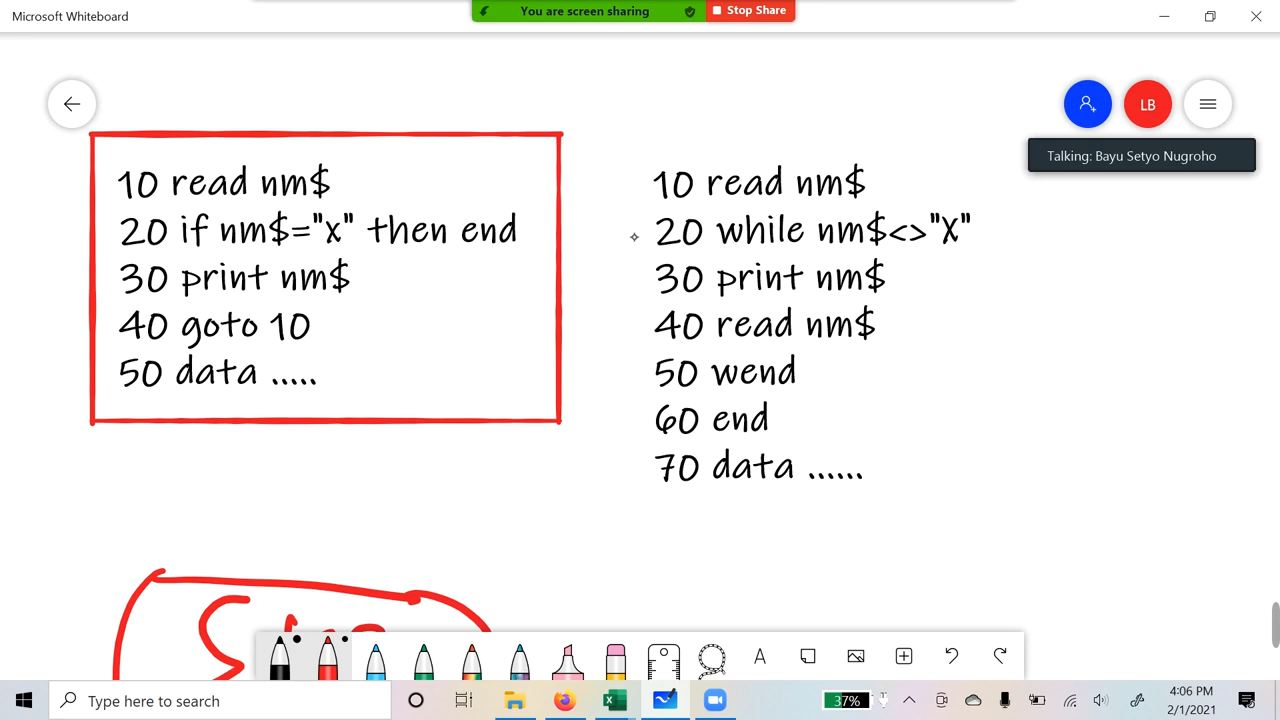 Microsoft Whiteboard
You are screen sharing
Stop Share
LB
Talking: Bayu Setyo Nugroho
10 read nm$
20 if nm$="x" then end
30 print nm$
40 goto 10
50 data .....
10 read nm$
20 while nm$<>"X"
30 print nm$
40 read nm$
50 wend
60 end
70 data ......
A
Type here to search
37%
4:06 PM
2/1/2021